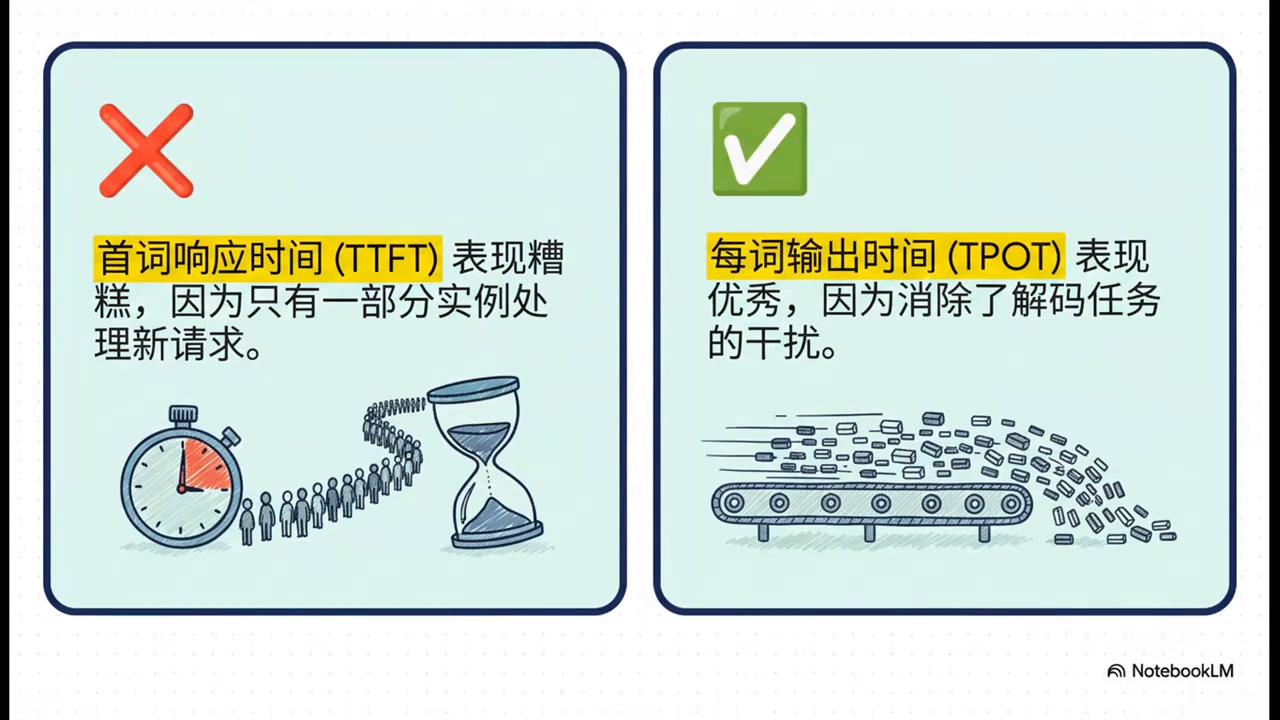 首词响应时间 (TTFT) 表现糟
糕，因为只有一部分实例处
理新请求。
每词输出时间 (TPOT) 表现
优秀，因为消除了解码任务
的干扰。
NotebookLM